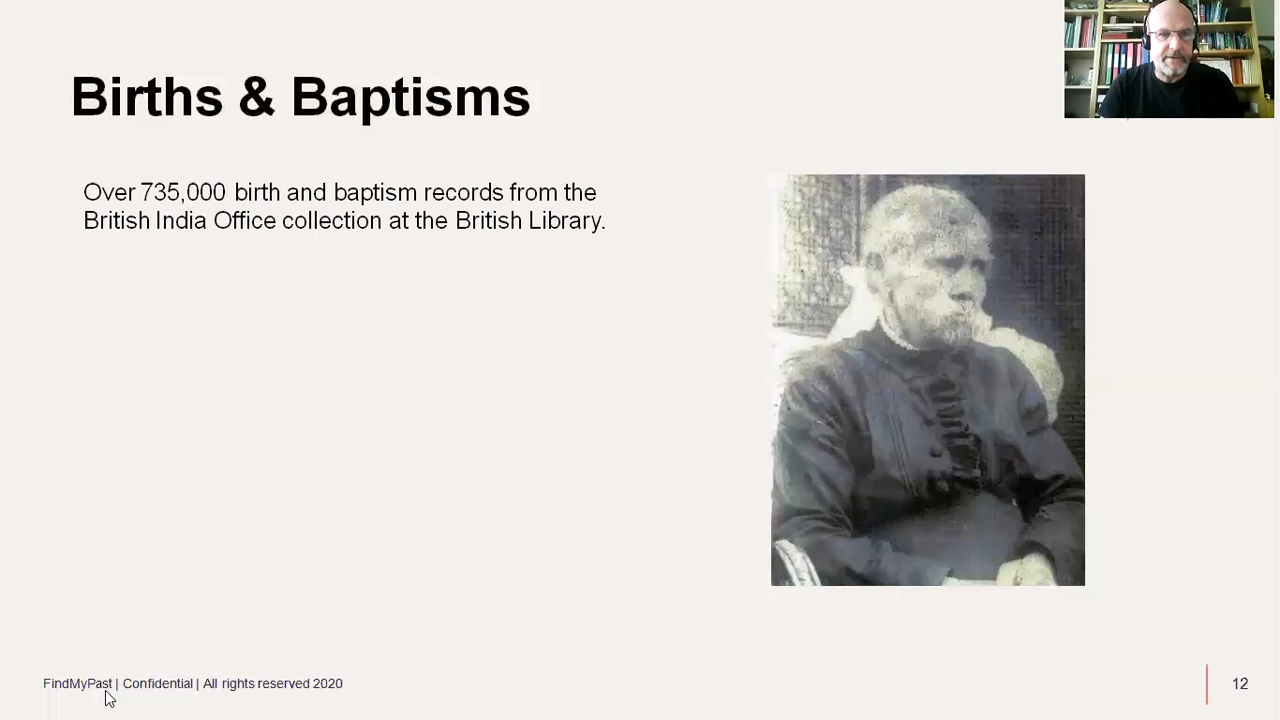 Births & Baptisms
Over 735,000 birth and baptism records from the
British India Office collection at the British Library.
FindMyPast | Confidential | All rights reserved 2020
12